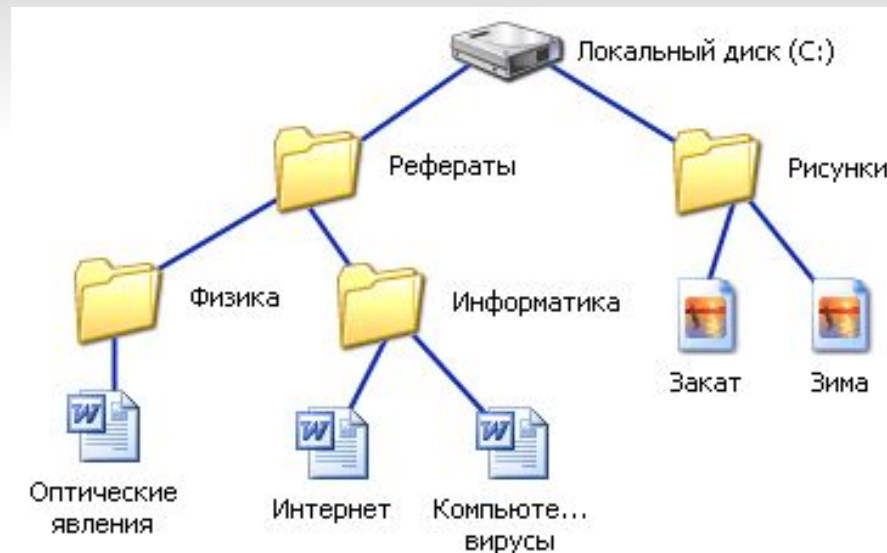 Локальный диск (C:)
Рефераты
Рисунки
Физика
Информатика
Закат
Зима
Оптические
явления
Интернет
Компьюте...
вирусы